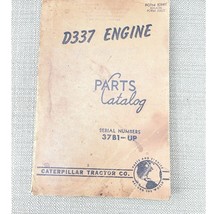 D337 ENGINE
PARTS
Catalog
SERIAL NUMBERS
37B1-UP
CATERPILLAR TRACTOR CO.